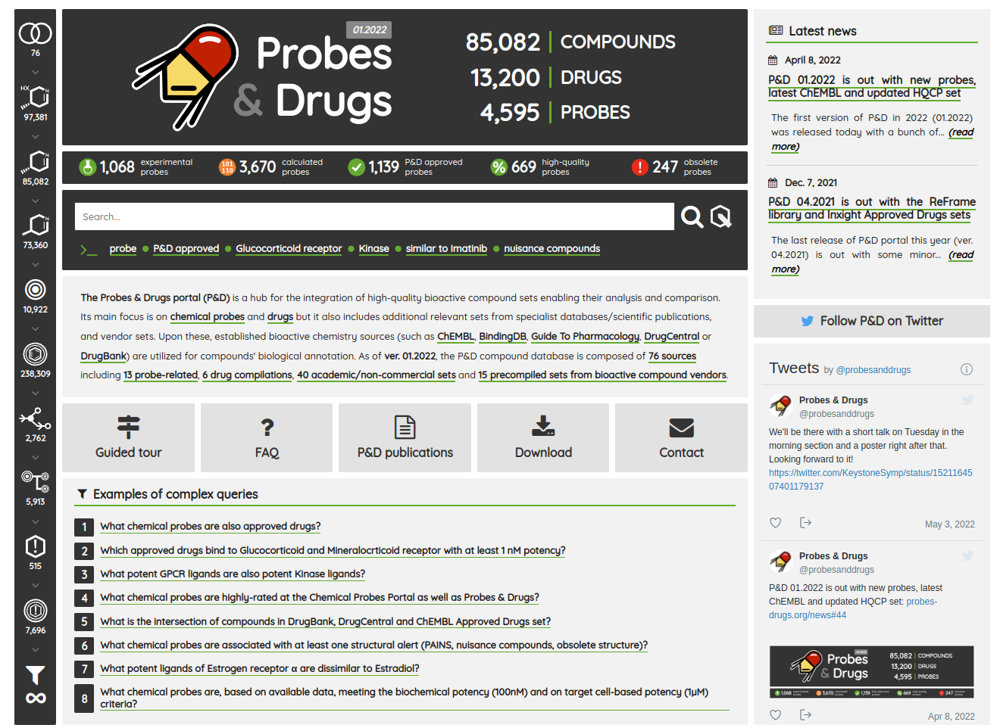 76
HX
N
97,381
N
85,082
N
73,360
10,922
238,309
2,762
5,913
515
7,696
01.2022
Probes
& Drugs
85,082 COMPOUNDS
13,200 DRUGS
4,595 PROBES
1,068 experimental probes
101
110
3,670 calculated probes
1,139 P&D approved probes
% 669 high-quality probes
! 247 obsolete probes
Search...
probe
P&D approved
Glucocorticoid receptor
Kinase
similar to Imatinib
nuisance compounds
The Probes & Drugs portal (P&D) is a hub for the integration of high-quality bioactive compound sets enabling their analysis and comparison.
Its main focus is on chemical probes and drugs but it also includes additional relevant sets from specialist databases/scientific publications,
and vendor sets. Upon these, established bioactive chemistry sources (such as ChEMBL, BindingDB, Guide To Pharmacology, DrugCentral or
DrugBank) are utilized for compounds' biological annotation. As of ver. 01.2022, the P&D compound database is composed of 76 sources
including 13 probe-related, 6 drug compilations, 40 academic/non-commercial sets and 15 precompiled sets from bioactive compound vendors.
Guided tour
FAQ
P&D publications
Download
Contact
Examples of complex queries
1 What chemical probes are also approved drugs?
2 Which approved drugs bind to Glucocorticoid and Mineralocrticoid receptor with at least 1 nM potency?
3 What potent GPCR ligands are also potent Kinase ligands?
4 What chemical probes are highly-rated at the Chemical Probes Portal as well as Probes & Drugs?
5 What is the intersection of compounds in DrugBank, DrugCentral and ChEMBL Approved Drugs set?
6 What chemical probes are associated with at least one structural alert (PAINS, nuisance compounds, obsolete structure)?
7 What potent ligands of Estrogen receptor α are dissimilar to Estradiol?
8 What chemical probes are, based on available data, meeting the biochemical potency (100nM) and on target cell-based potency (1μM)
criteria?
Latest news
April 8, 2022
P&D 01.2022 is out with new probes,
latest ChEMBL and updated HQCP set
The first version of P&D in 2022 (01.2022)
was released today with a bunch of... (read
more)
Dec. 7, 2021
P&D 04.2021 is out with the ReFrame
library and Inxight Approved Drugs sets
The last release of P&D portal this year (ver.
04.2021) is out with some minor... (read
more)
Follow P&D on Twitter
Tweets by @probesanddrugs
Probes & Drugs
@probesanddrugs
We'll be there with a short talk on Tuesday in the
morning section and a poster right after that.
Looking forward to it!
https://twitter.com/KeystoneSymp/status/15211645
07401179137
May 3, 2022
Probes & Drugs
@probesanddrugs
P&D 01.2022 is out with new probes, latest
ChEMBL and updated HQCP set: probes-
drugs.org/news#44
01.2022
Probes
& Drugs
85,082 COMPOUNDS
13,200 DRUGS
4,595 PROBES
1,068 experimental probes
3,670 calculated probes
1,139 P&D approved probes
669 high-quality probes
247 obsolete probes
Apr 8, 2022